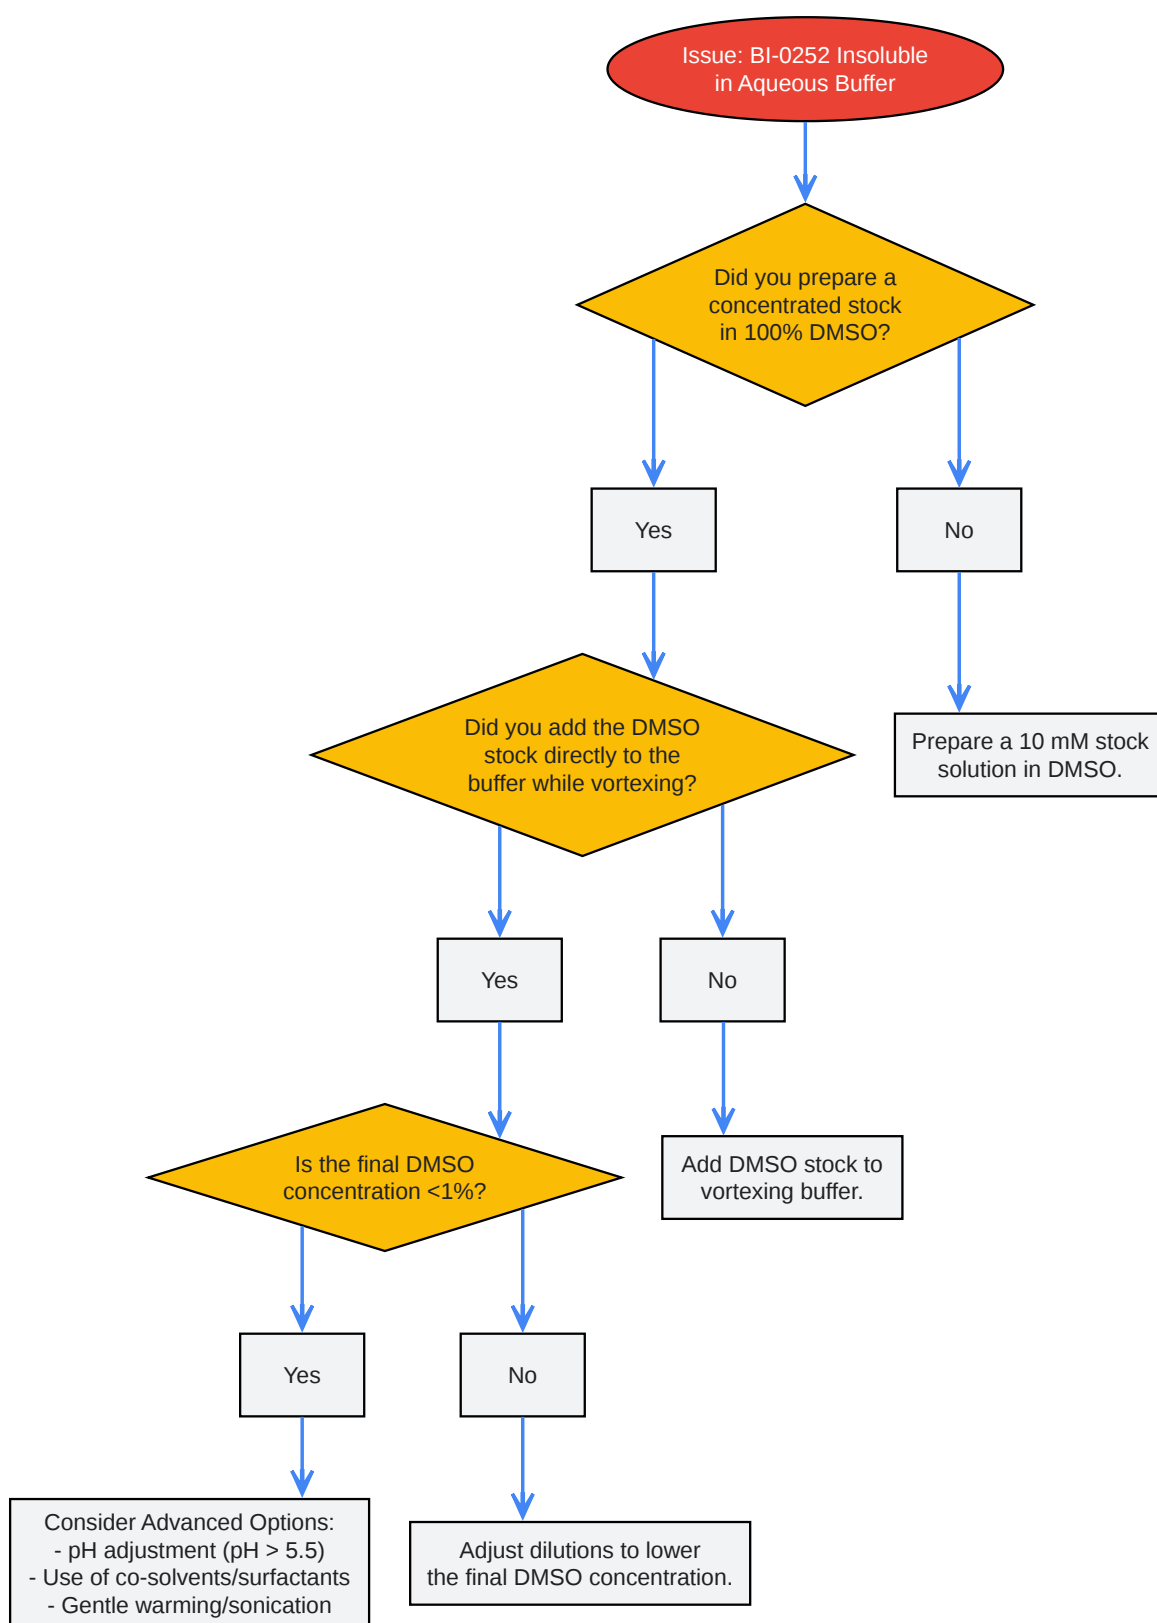 Issue: BI-0252 Insoluble
in Aqueous Buffer
Did you prepare a
concentrated stock
in 100% DMSO?
Yes
No
Did you add the DMSO
stock directly to the
buffer while vortexing?
Prepare a 10 mM stock
solution in DMSO.
Yes
No
Is the final DMSO
concentration <1%?
Add DMSO stock to
vortexing buffer.
Yes
No
Consider Advanced Options:
- pH adjustment (pH > 5.5)
- Use of co-solvents/surfactants
- Gentle warming/sonication
Adjust dilutions to lower
the final DMSO concentration.